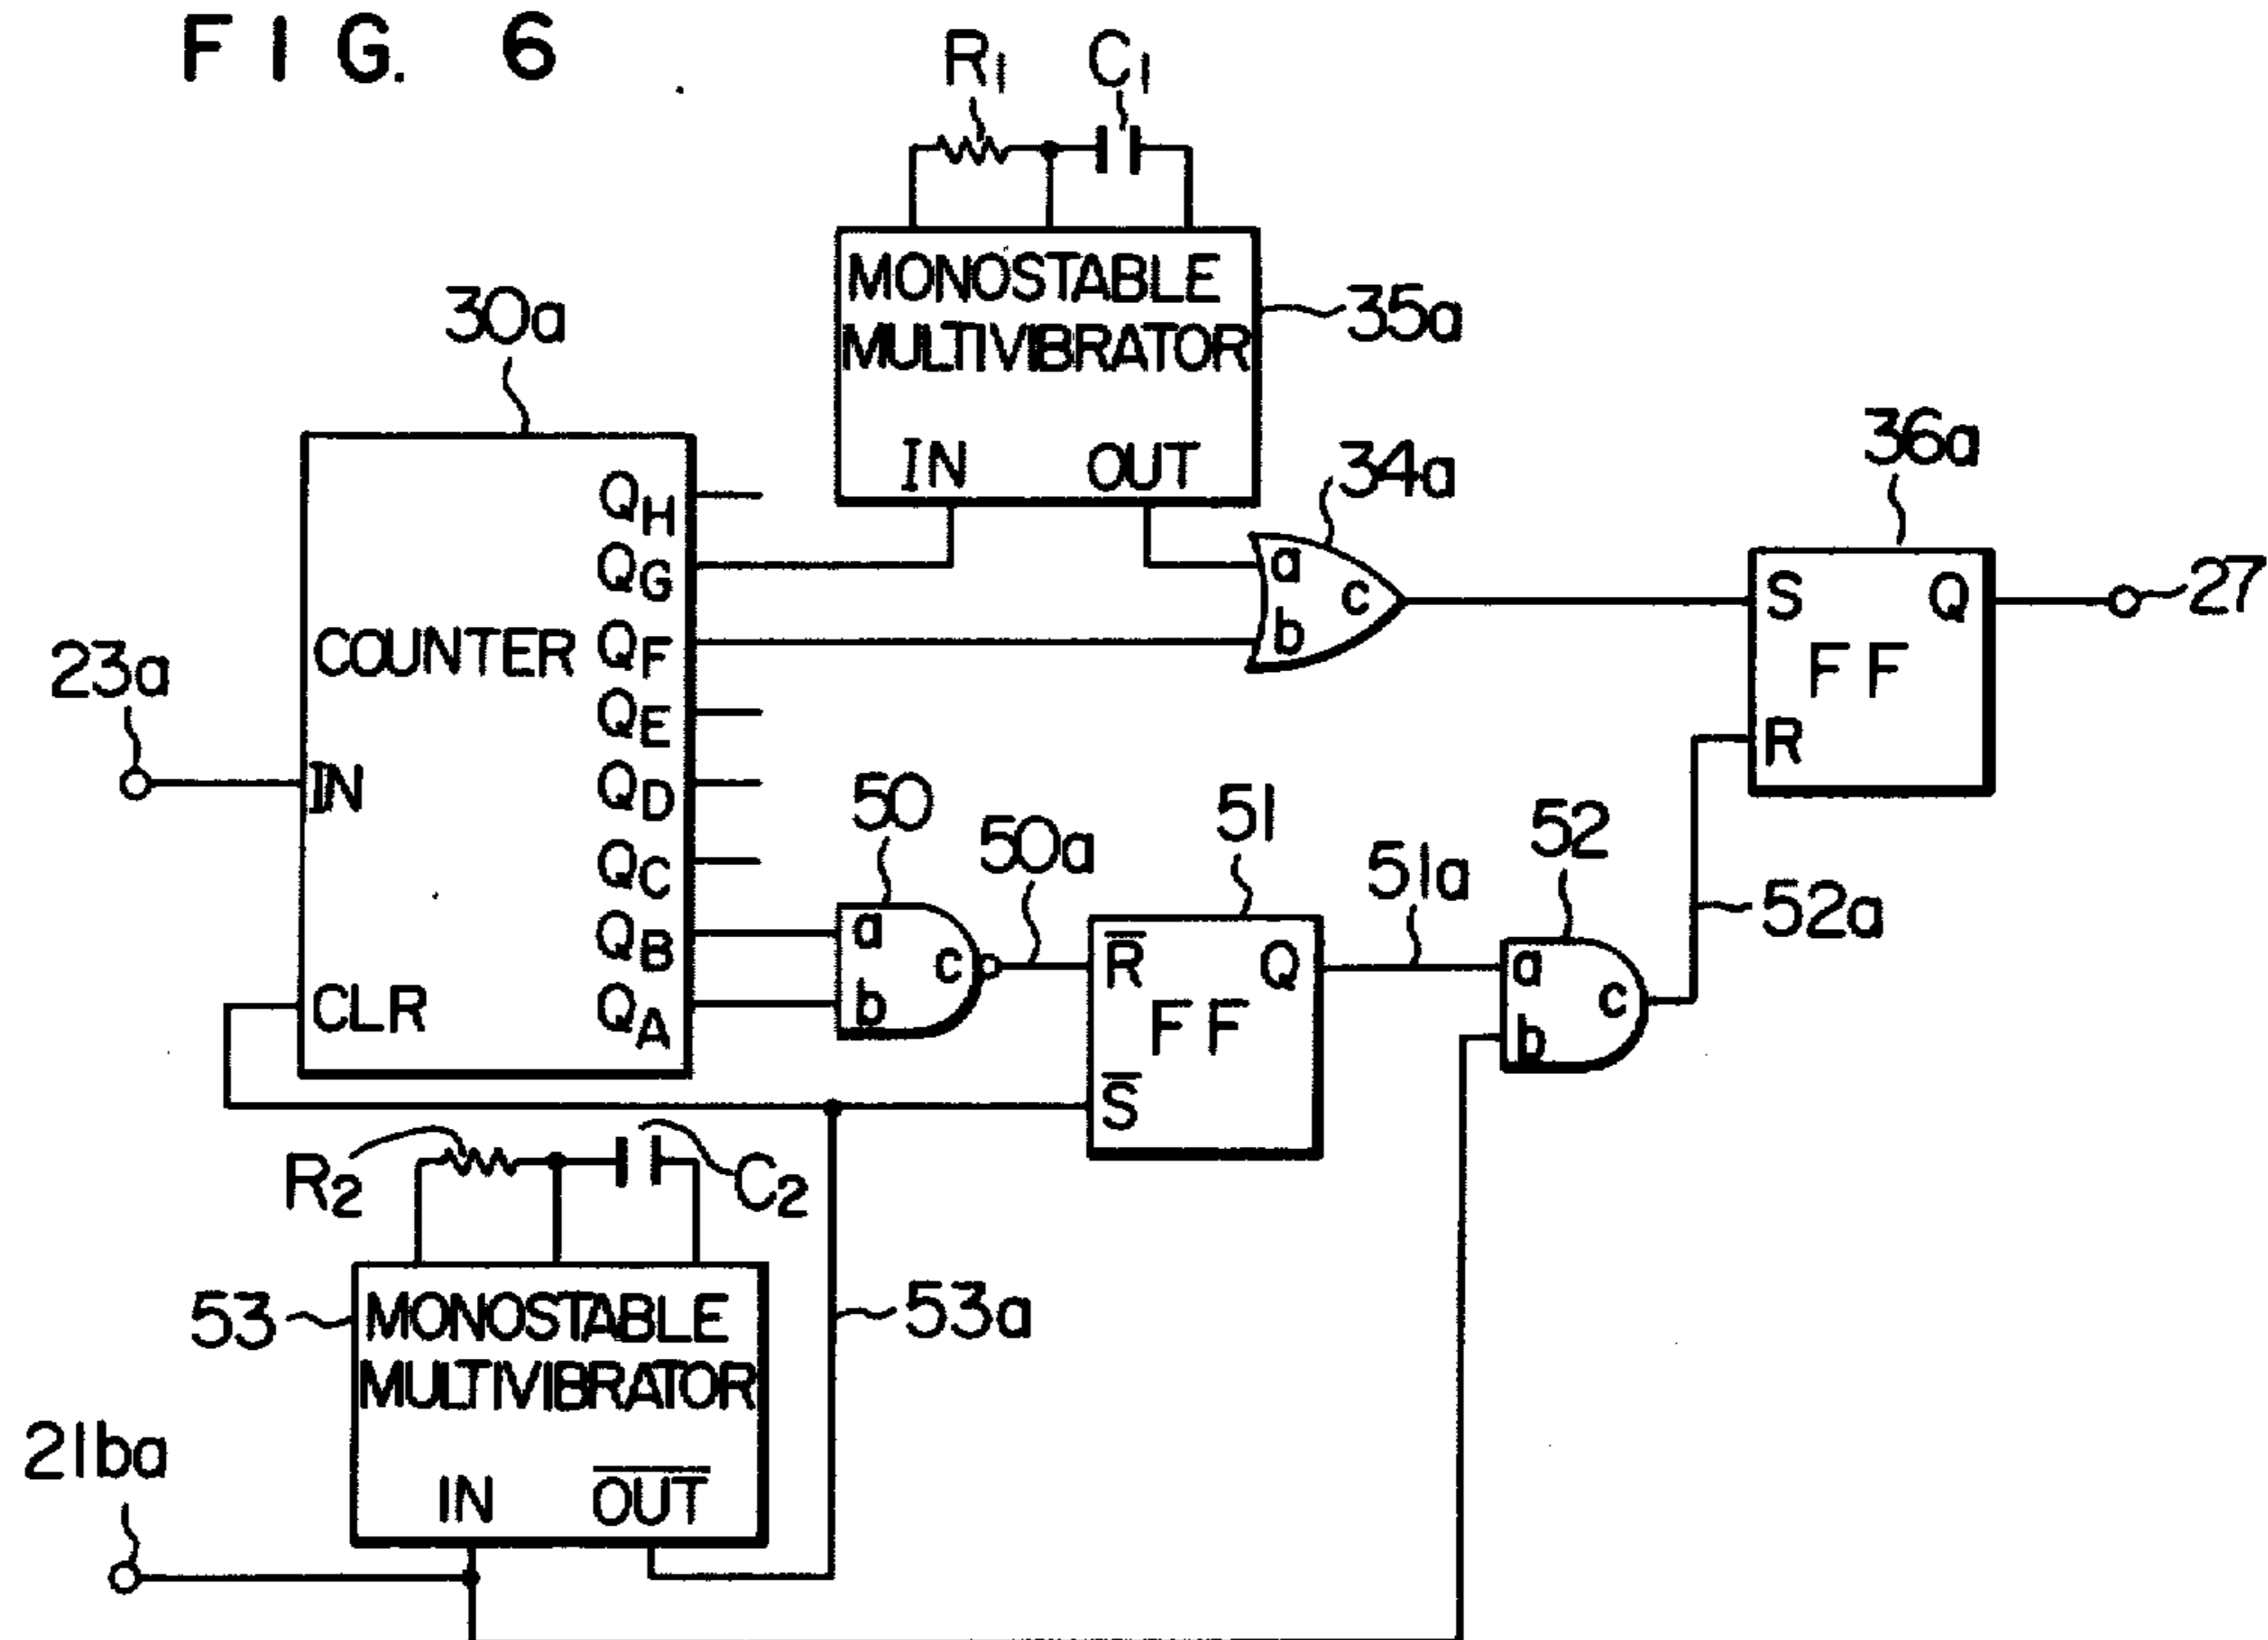 FIG. 6
R1 C1
MONOSTABLE
MULTIVIBRATOR
IN OUT
35a
30a
34a
36a
QH
QG
COUNTER QF
QE
IN QD
QC
QB
CLR QA
23a
a
b
c
S Q
FF
R
27
50
50a
51
51a
52
52a
a
b
c
R Q
FF
S
a
b
c
R2 C2
53
MONOSTABLE
MULTIVIBRATOR
IN OUT
53a
21ba